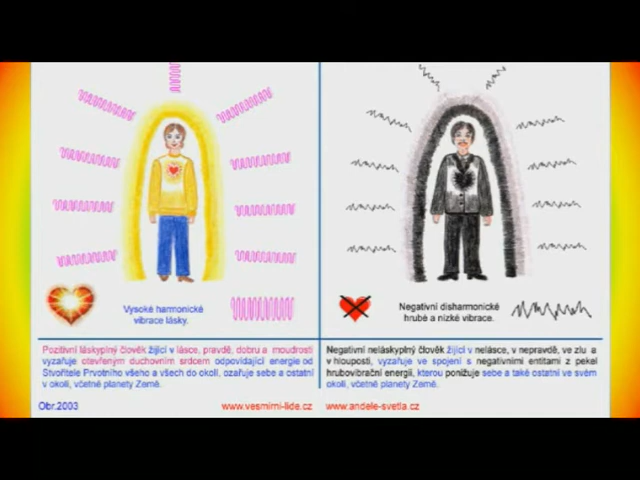 Vysoké harmonické
vibrace lásky.
Negativní disharmonické
hrubé a nízké vibrace.
Pozitivní láskyplný člověk žijící v lásce, pravdě, dobru a moudrosti
vyzařuje otevřeným duchovním srdcem odpovídající energie od
Stvořitele Prvotního všeho a všech do okolí, ozařuje sebe a ostatní
v okolí, včetně planety Země.
Negativní neláskyplný člověk žijící v nelásce, v nepravdě, ve zlu a
v hlouposti, vyzařuje ve spojení s negativními entitami z pekel
hrubovibrační energii, kterou ponižuje sebe a také ostatní ve svém
okolí, včetně planety Země.
Obr.2003
www.vesmirni-lide.cz
www.andele-svetla.cz